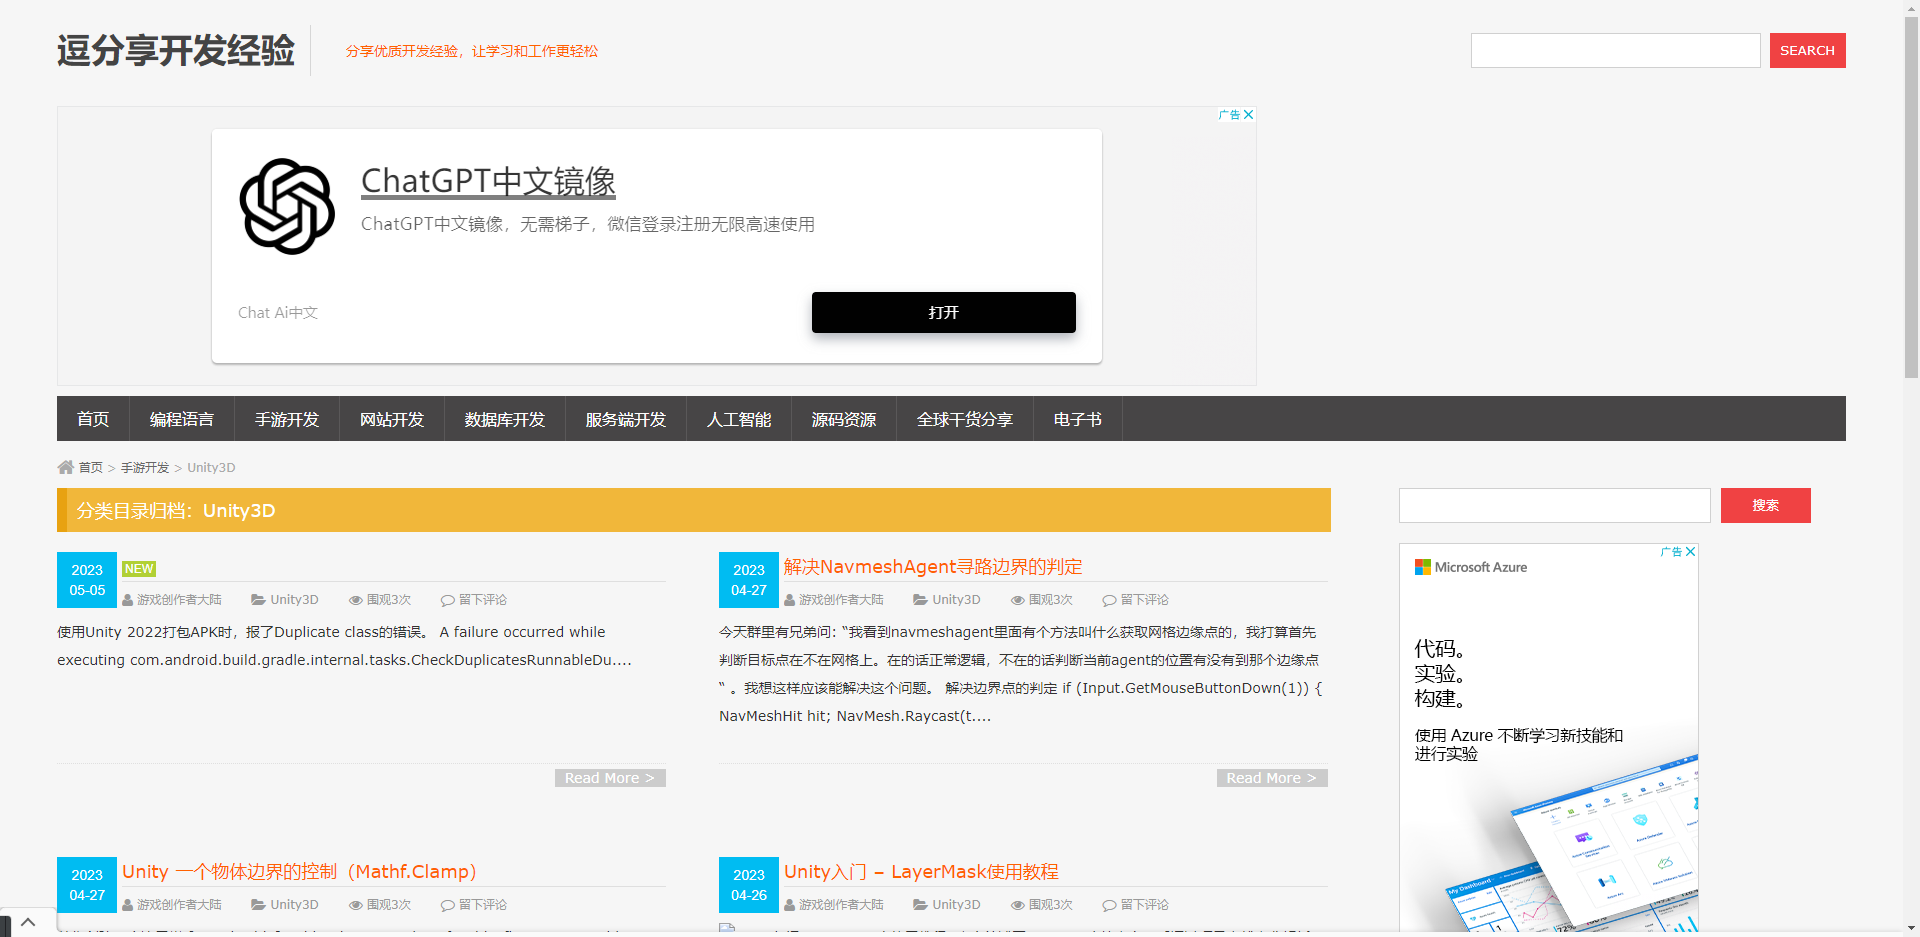 逗分享开发经验
分享优质开发经验，让学习和工作更轻松
SEARCH
广告
ChatGPT中文镜像
ChatGPT中文镜像，无需梯子，微信登录注册无限高速使用
Chat Ai中文
打开
首页 编程语言 手游开发 网站开发 数据库开发 服务端开发 人工智能 源码资源 全球干货分享 电子书
首页 > 手游开发 > Unity3D
分类目录归档：Unity3D
2023
05-05
NEW
游戏创作者大陆 Unity3D 围观3次 留下评论
使用Unity 2022打包APK时，报了Duplicate class的错误。 A failure occurred while
executing com.android.build.gradle.internal.tasks.CheckDuplicatesRunnableDu....
Read More >
2023
04-27
解决NavmeshAgent寻路边界的判定
游戏创作者大陆 Unity3D 围观3次 留下评论
今天群里有兄弟问：“我看到navmeshagent里面有个方法叫什么获取网格边缘点的，我打算首先
判断目标点在不在网格上。在的话正常逻辑，不在的话判断当前agent的位置有没有到那个边缘点
“ 。我想这样应该能解决这个问题。 解决边界点的判定 if (Input.GetMouseButtonDown(1)) {
NavMeshHit hit; NavMesh.Raycast(t....
Read More >
2023
04-27
Unity 一个物体边界的控制（Mathf.Clamp）
游戏创作者大陆 Unity3D 围观3次 留下评论
2023
04-26
Unity入门 – LayerMask使用教程
游戏创作者大陆 Unity3D 围观3次 留下评论
搜索
广告
Microsoft Azure
代码。
实验。
构建。
使用 Azure 不断学习新技能和
进行实验
My Dashboard